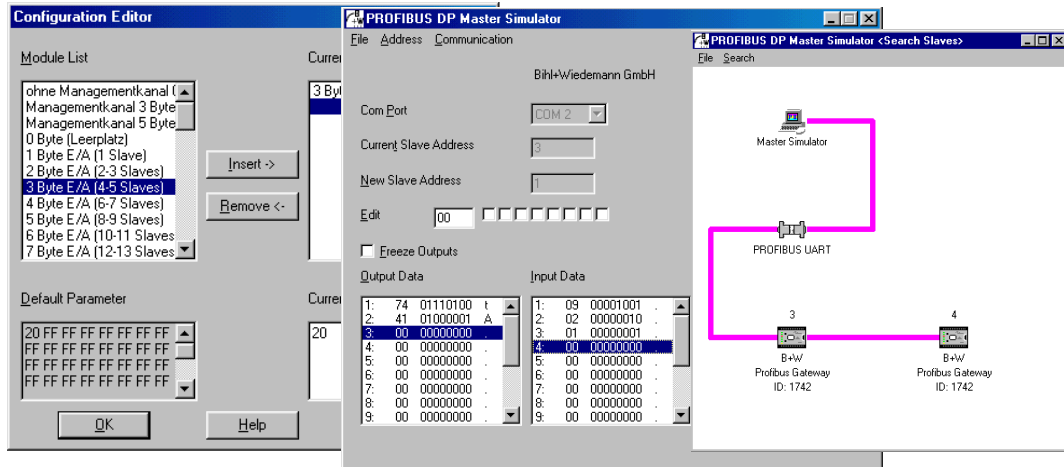 Configuration Editor
Module List
Curre
ohne Managementkanal (
Managementkanal 3 Byte
Managementkanal 5 Byte
0 Byte (Leerplatz)
1 Byte E/A (1 Slave)
2 Byte E/A (2-3 Slaves)
3 Byte E/A (4-5 Slaves)
4 Byte E/A (6-7 Slaves)
5 Byte E/A (8-9 Slaves)
6 Byte E/A (10-11 Slaves
7 Byte E/A (12-13 Slaves
Insert ->
Remove <-
3 By
Default Parameter
Curre
20 FF FF FF FF FF FF FF
FF FF FF FF FF FF FF FF
FF FF FF FF FF FF FF FF
FF FF FF FF FF FF FF FF
20
OK
Help
PROFIBUS DP Master Simulator
File Address Communication
Bihl+Wiedemann GmbH
Com Port
COM 2
Current Slave Address
3
New Slave Address
1
Edit
00
Freeze Outputs
Output Data
1: 74 01110100 t
2: 41 01000001 A
3: 00 00000000 .
4: 00 00000000 .
5: 00 00000000 .
6: 00 00000000 .
7: 00 00000000 .
8: 00 00000000 .
9: 00 00000000 .
Input Data
1: 09 00001001 .
2: 02 00000010 .
3: 01 00000001 .
4: 00 00000000 .
5: 00 00000000 .
6: 00 00000000 .
7: 00 00000000 .
8: 00 00000000 .
9: 00 00000000 .
PROFIBUS DP Master Simulator <Search Slaves>
File Search
Master Simulator
PROFIBUS UART
3
B+W
Profibus Gateway
ID: 1742
4
B+W
Profibus Gateway
ID: 1742